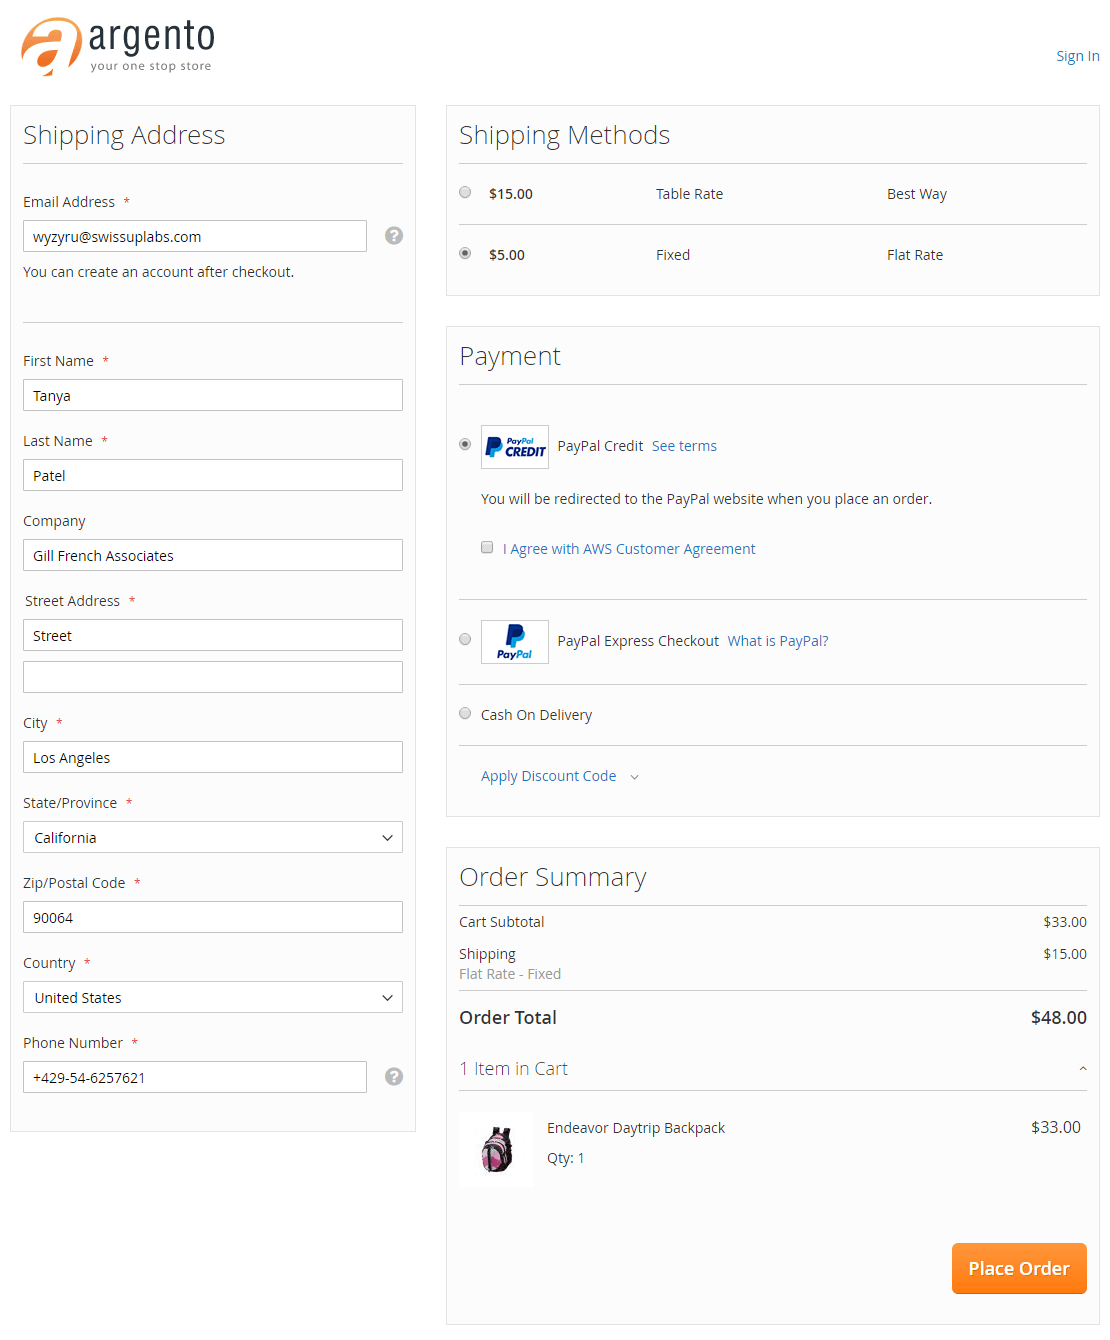 argento
your one stop store
Sign In
Shipping Address
Email Address *
wyzyru@swissuplabs.com
?
You can create an account after checkout.
First Name *
Tanya
Last Name *
Patel
Company
Gill French Associates
Street Address *
Street
City *
Los Angeles
State/Province *
California
Zip/Postal Code *
90064
Country *
United States
Phone Number *
+429-54-6257621
?
Shipping Methods
$15.00 Table Rate Best Way
$5.00 Fixed Flat Rate
Payment
PayPal CREDIT PayPal Credit See terms
You will be redirected to the PayPal website when you place an order.
I Agree with AWS Customer Agreement
PayPal PayPal Express Checkout What is PayPal?
Cash On Delivery
Apply Discount Code
Order Summary
Cart Subtotal $33.00
Shipping $15.00
Flat Rate - Fixed
Order Total $48.00
1 Item in Cart
Endeavor Daytrip Backpack $33.00
Qty: 1
Place Order